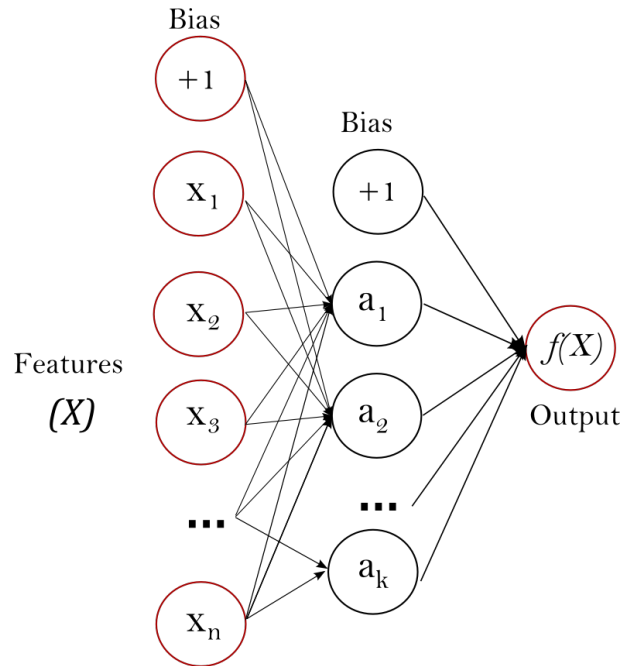 Bias
+1
x₁
x₂
Features
(X)
x₃
...
xₙ
Bias
+1
a₁
a₂
...
aₖ
f(X)
Output